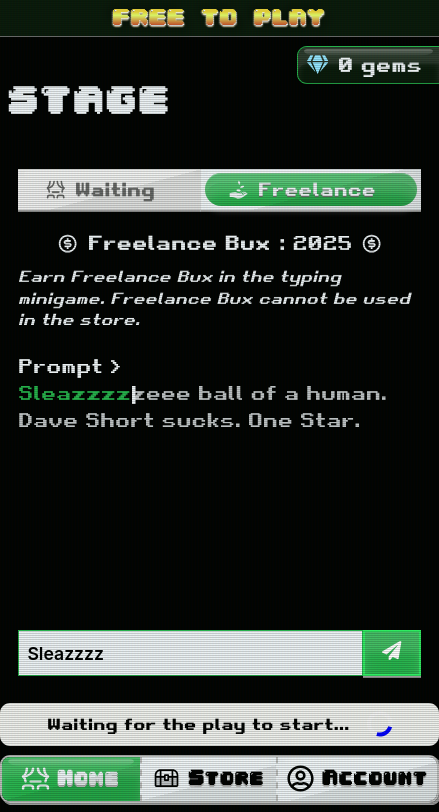 FREE TO PLAY
0 gems
STAGE
Waiting
Freelance
Freelance Bux : 2025
Earn Freelance Bux in the typing
minigame. Freelance Bux cannot be used
in the store.
Prompt >
Sleazzzzzeee ball of a human.
Dave Short sucks. One Star.
Sleazzzz
Waiting for the play to start...
Home
Store
Account